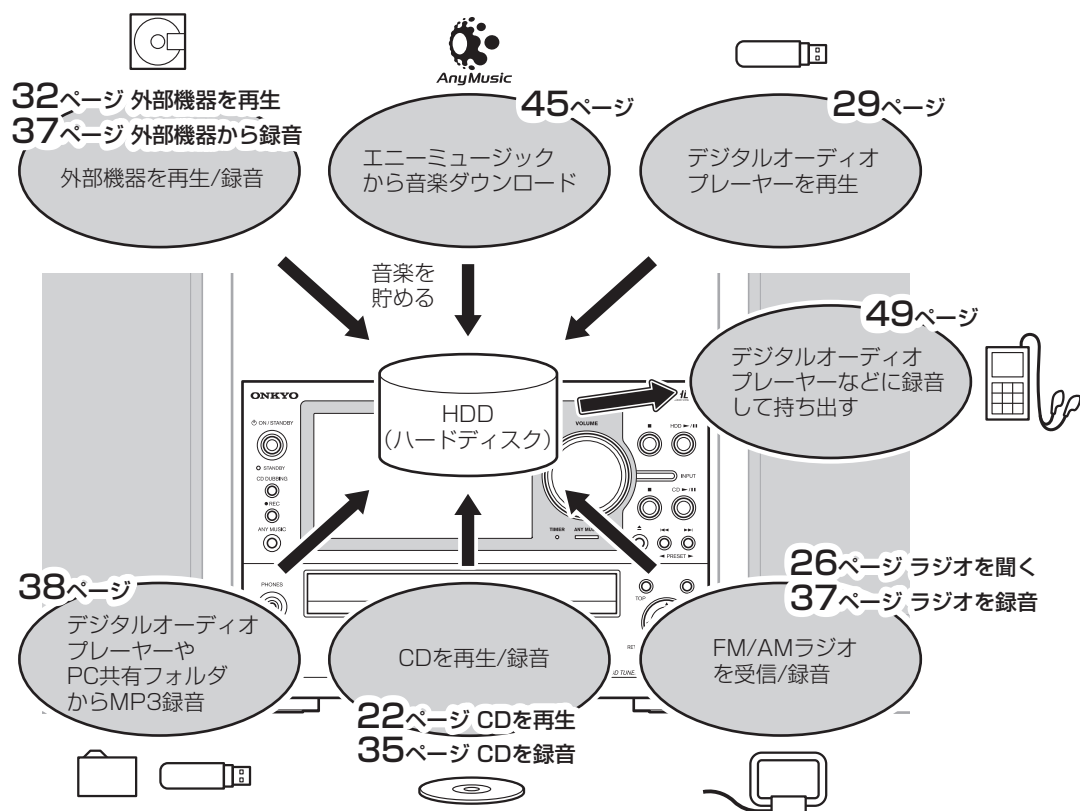 AnyMusic
32ページ 外部機器を再生
37ページ 外部機器から録音
外部機器を再生/録音
45ページ
エニーミュージック
から音楽ダウンロード
29ページ
デジタルオーディオ
プレーヤーを再生
音楽を
貯める
49ページ
デジタルオーディオ
プレーヤーなどに録音
して持ち出す
HDD
(ハードディスク)
ONKYO
ON / STANDBY
STANDBY
CD DUBBING
REC
ANY MUSIC
PHONES
VOLUME
HDD
INPUT
CD
TIMER
PRESET
TOP
38ページ
デジタルオーディオ
プレーヤーや
PC共有フォルダ
からMP3録音
CDを再生/録音
22ページ CDを再生
35ページ CDを録音
26ページ ラジオを聞く
37ページ ラジオを録音
FM/AMラジオ
を受信/録音